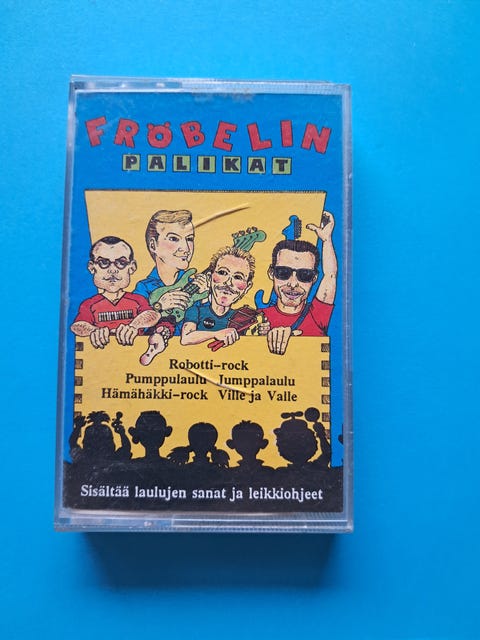 FRÖBELIN
PALIKAT
Robotti-rock
Pumppulaulu Jumppalaulu
Hämähäkki-rock Ville ja Valle
Sisältää laulujen sanat ja leikkiohjeet